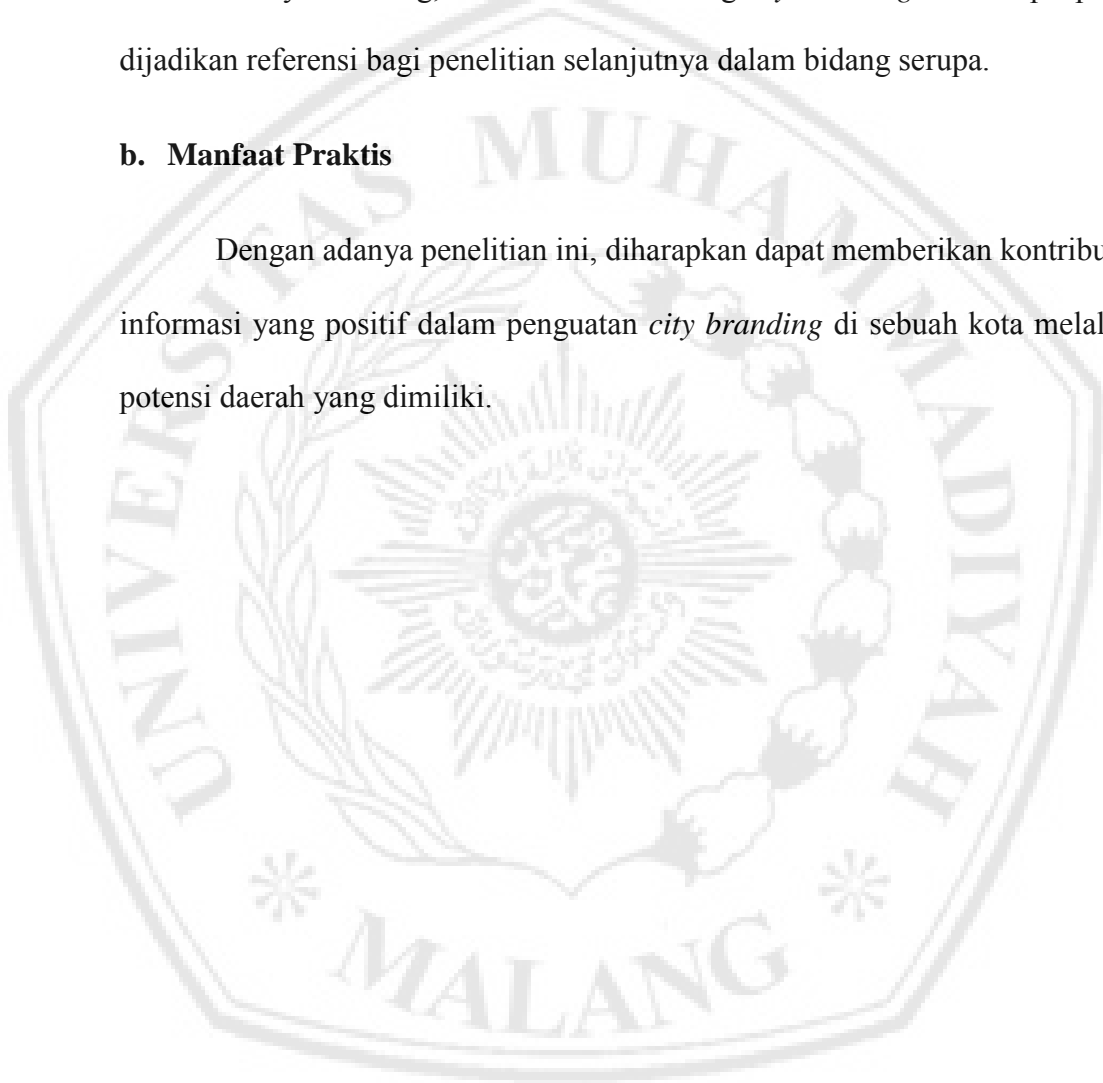 dijadikan referensi bagi penelitian selanjutnya dalam bidang serupa.
b. Manfaat Praktis
Dengan adanya penelitian ini, diharapkan dapat memberikan kontribu
informasi yang positif dalam penguatan city branding di sebuah kota melal
potensi daerah yang dimiliki.
UNIVERSITAS MUHAMMADIYAH
MALANG